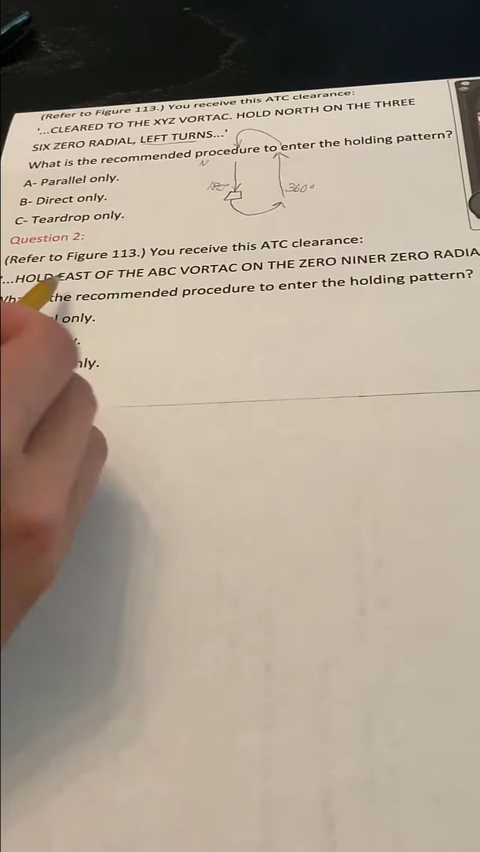 (Refer to Figure 113.) You receive this ATC clearance:
'...CLEARED TO THE XYZ VORTAC. HOLD NORTH ON THE THREE
SIX ZERO RADIAL, LEFT TURNS...'
What is the recommended procedure to enter the holding pattern?
N
A- Parallel only.
360°
B- Direct only.
C- Teardrop only.
Question 2:
(Refer to Figure 113.) You receive this ATC clearance:
'...HOLD EAST OF THE ABC VORTAC ON THE ZERO NINER ZERO RADIA
the recommended procedure to enter the holding pattern?
only.